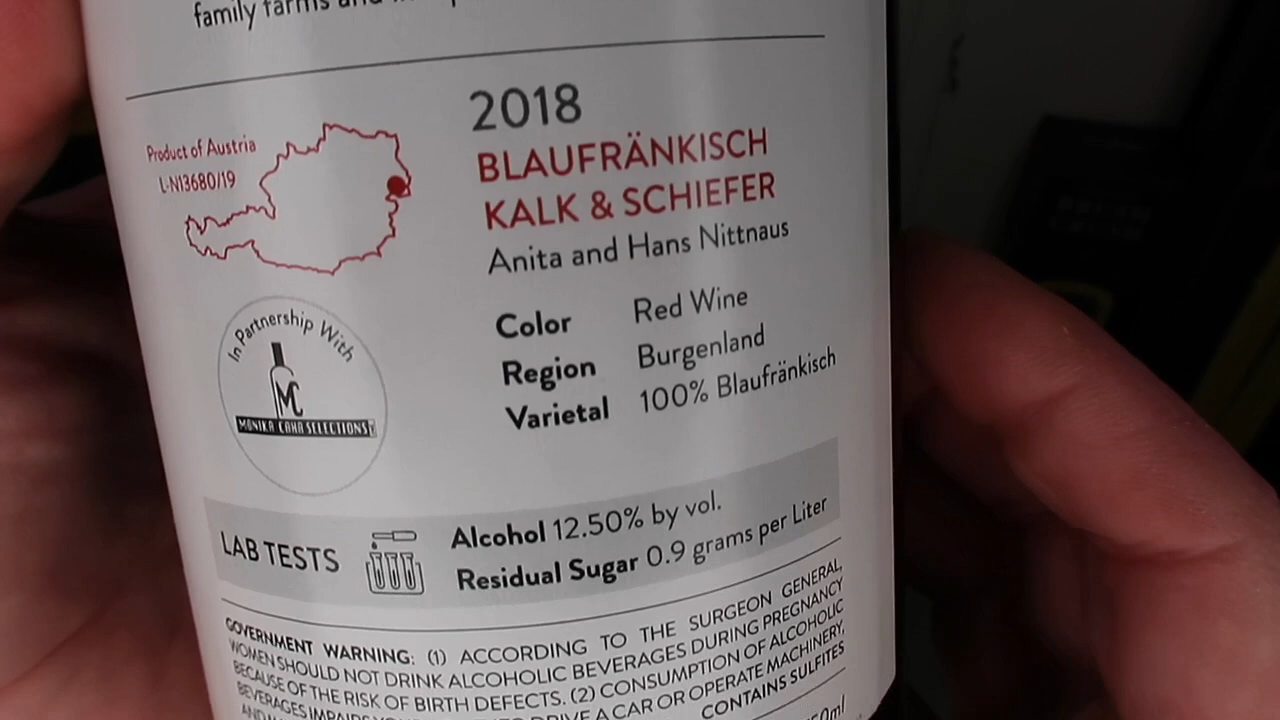 family farms and
2018
BLAUFRÄNKISCH
KALK & SCHIEFER
Anita and Hans Nittnaus
Product of Austria
L-N13680/19
Color Red Wine
Region Burgenland
Varietal 100% Blaufränkisch
In Partnership With
MC
MONIKA CAHA SELECTIONS
LAB TESTS
Alcohol 12.50% by vol.
Residual Sugar 0.9 grams per Liter
GOVERNMENT WARNING: (1) ACCORDING TO THE SURGEON GENERAL,
WOMEN SHOULD NOT DRINK ALCOHOLIC BEVERAGES DURING PREGNANCY
BECAUSE OF THE RISK OF BIRTH DEFECTS. (2) CONSUMPTION OF ALCOHOLIC
BEVERAGES DRIVE A CAR OR OPERATE MACHINERY,
CONTAINS SULFITES